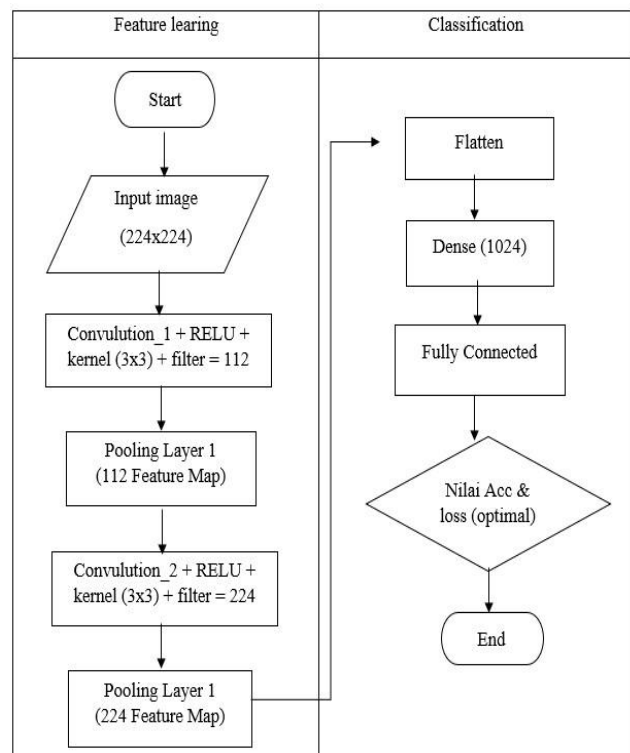 Feature learing
Classification
Start
Input image
(224x224)
Convulution_1 + RELU +
kernel (3x3) + filter = 112
Pooling Layer 1
(112 Feature Map)
Convulution_2 + RELU +
kernel (3x3) + filter = 224
Pooling Layer 1
(224 Feature Map)
Flatten
Dense (1024)
Fully Connected
Nilai Acc &
loss (optimal)
End